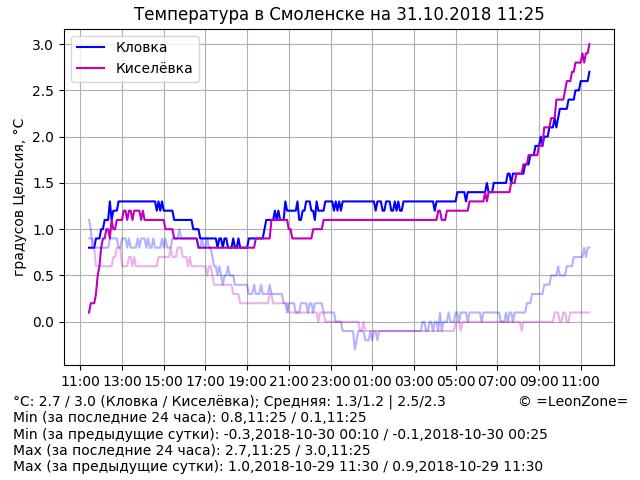 Температура в Смоленске на 31.10.2018 11:25
Кловка
Киселёвка
градусов Цельсия, °C
3.0
2.5
2.0
1.5
1.0
0.5
0.0
11:00 13:00 15:00 17:00 19:00 21:00 23:00 01:00 03:00 05:00 07:00 09:00 11:00
°C: 2.7 / 3.0 (Кловка / Киселёвка); Средняя: 1.3/1.2 | 2.5/2.3 © =LeonZone=
Min (за последние 24 часа): 0.8,11:25 / 0.1,11:25
Min (за предыдущие сутки): -0.3,2018-10-30 00:10 / -0.1,2018-10-30 00:25
Max (за последние 24 часа): 2.7,11:25 / 3.0,11:25
Max (за предыдущие сутки): 1.0,2018-10-29 11:30 / 0.9,2018-10-29 11:30